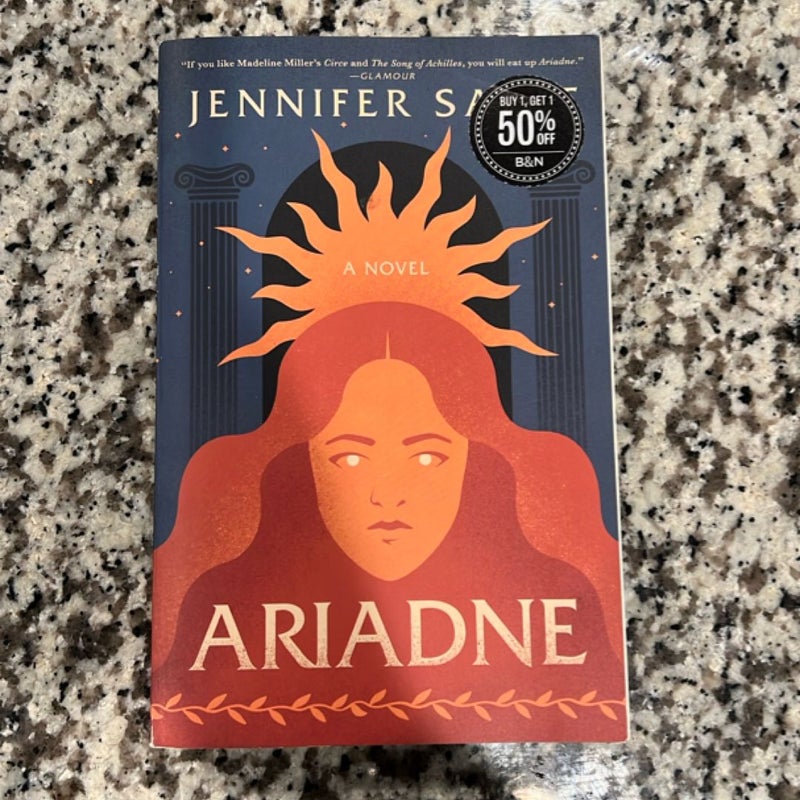 “If you like Madeline Miller’s Circe and The Song of Achilles, you will eat up Ariadne.”
—GLAMOUR
JENNIFER
BUY 1, GET 1
50% OFF
B&N
A NOVEL
ARIADNE